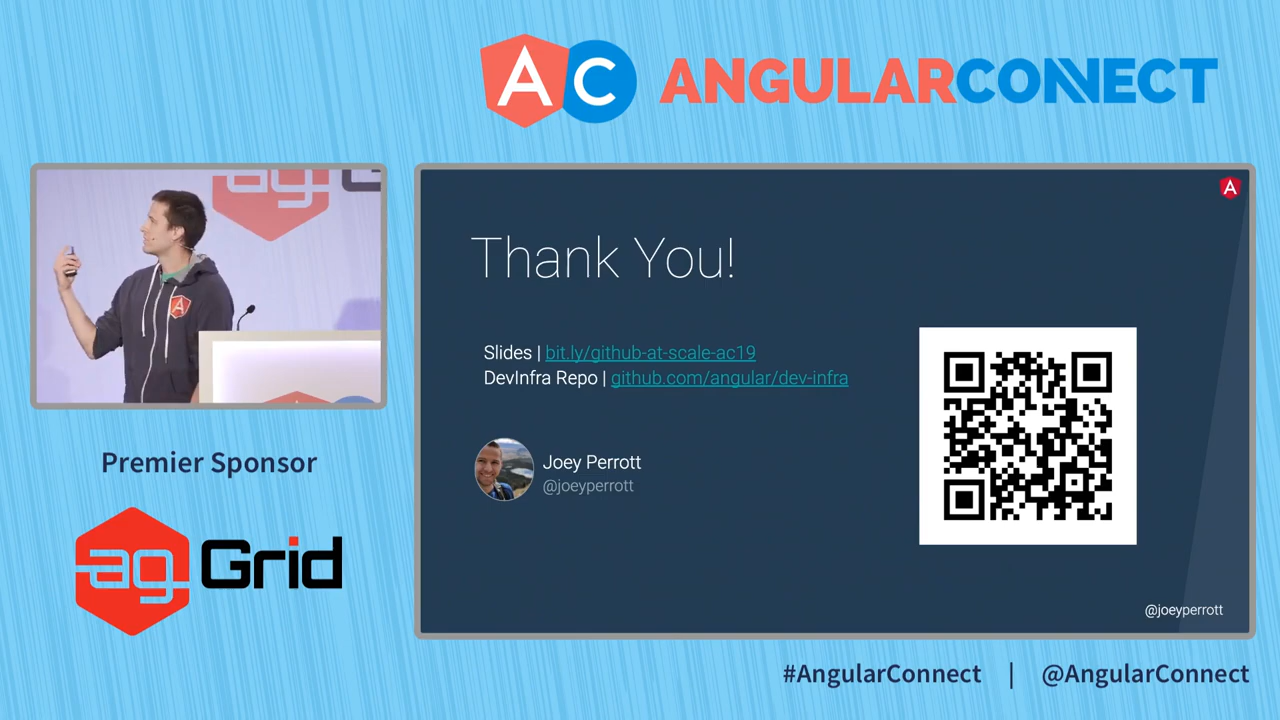 AC ANGULARCONNECT
ag
Thank You!
Slides | bit.ly/github-at-scale-ac19
DevInfra Repo | github.com/angular/dev-infra
Joey Perrott
@joeyperrott
@joeyperrott
Premier Sponsor
ag Grid
#AngularConnect | @AngularConnect